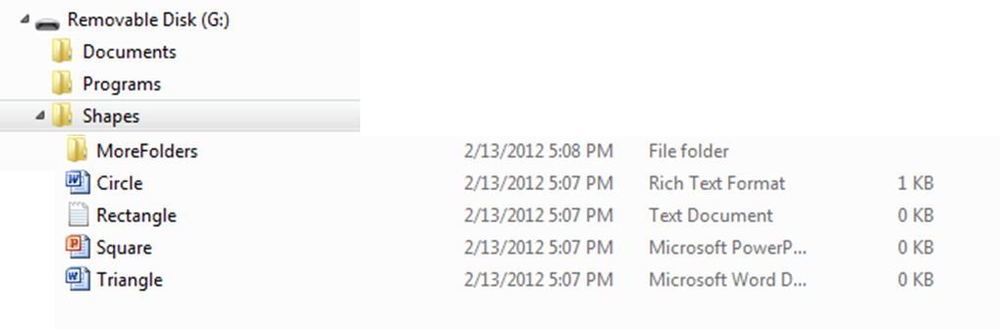 Removable Disk (G:)
Documents
Programs
Shapes
MoreFolders 2/13/2012 5:08 PM File folder
Circle 2/13/2012 5:07 PM Rich Text Format 1 KB
Rectangle 2/13/2012 5:07 PM Text Document 0 KB
Square 2/13/2012 5:07 PM Microsoft PowerP... 0 KB
Triangle 2/13/2012 5:07 PM Microsoft Word D... 0 KB